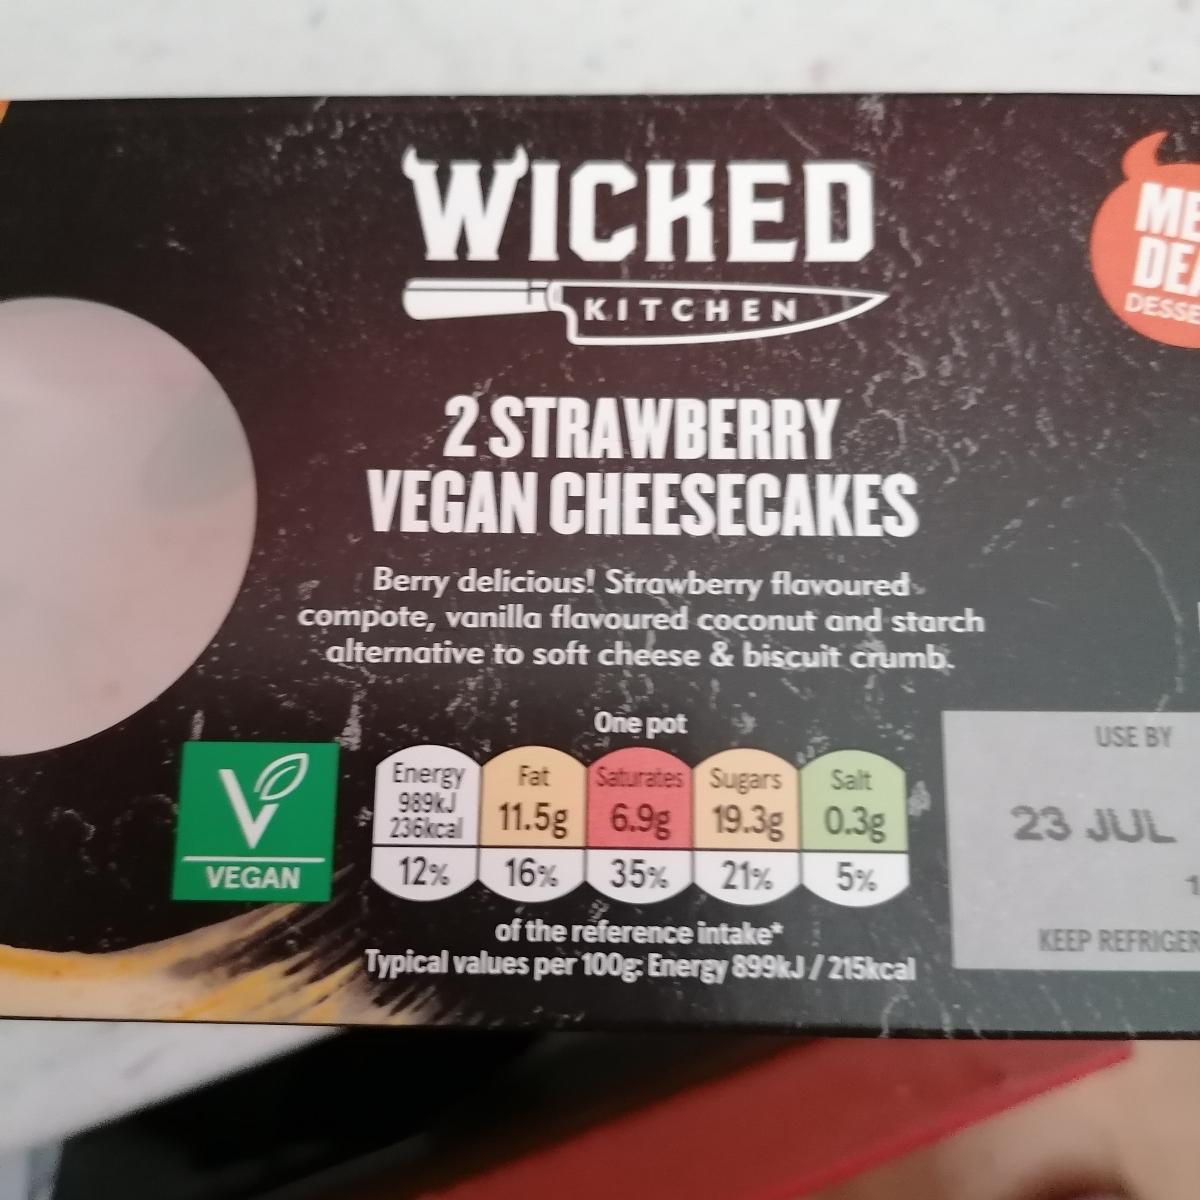 WICKED
KITCHEN
2 STRAWBERRY
VEGAN CHEESECAKES
Berry delicious! Strawberry flavoured
compote, vanilla flavoured coconut and starch
alternative to soft cheese & biscuit crumb.
One pot
Energy
989kJ
236kcal
12%
Fat
11.5g
16%
Saturates
6.9g
35%
Sugars
19.3g
21%
Salt
0.3g
5%
of the reference intake*
Typical values per 100g: Energy 899kJ / 215kcal
V
VEGAN
USE BY
23 JUL
KEEP